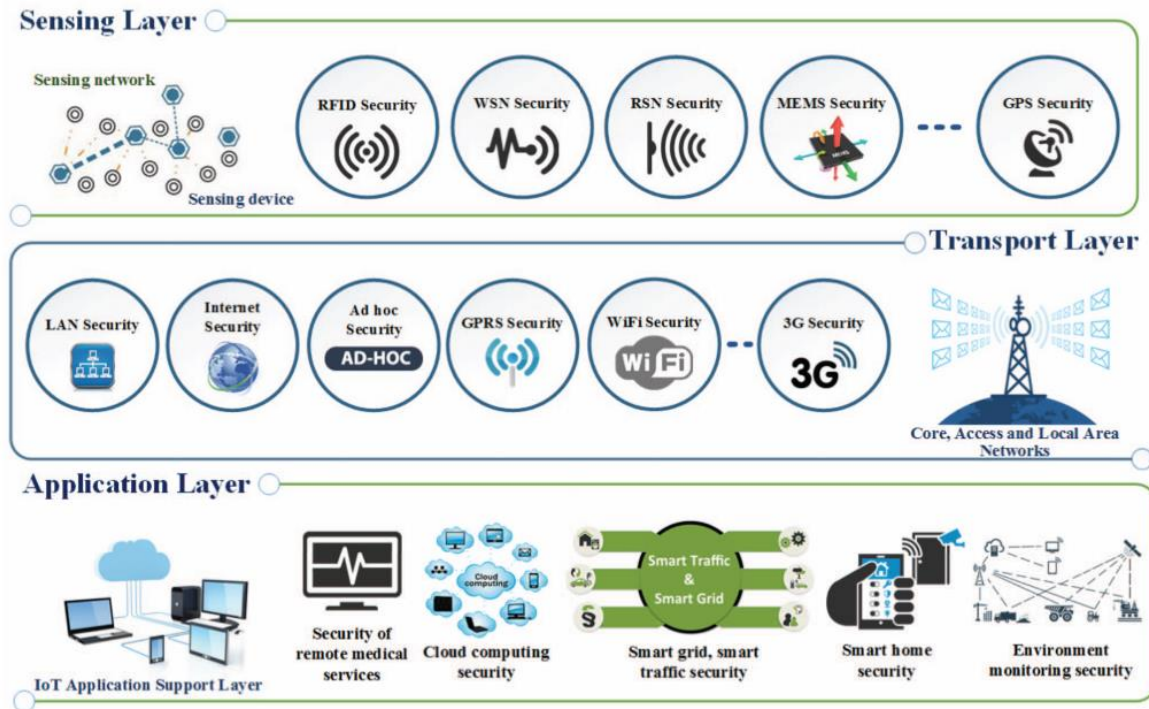 Sensing Layer
Sensing network
Sensing device
RFID Security
WSN Security
RSN Security
MEMS Security
MEMS
GPS Security
Transport Layer
LAN Security
Internet
Security
Ad hoc
Security
AD-HOC
GPRS Security
WiFi Security
WiFi
3G Security
3G
Core, Access and Local Area
Networks
Application Layer
IoT Application Support Layer
Security of
remote medical
services
Cloud
computing
Cloud computing
security
Smart Traffic
&
Smart Grid
Smart grid, smart
traffic security
Smart home
security
Environment
monitoring security